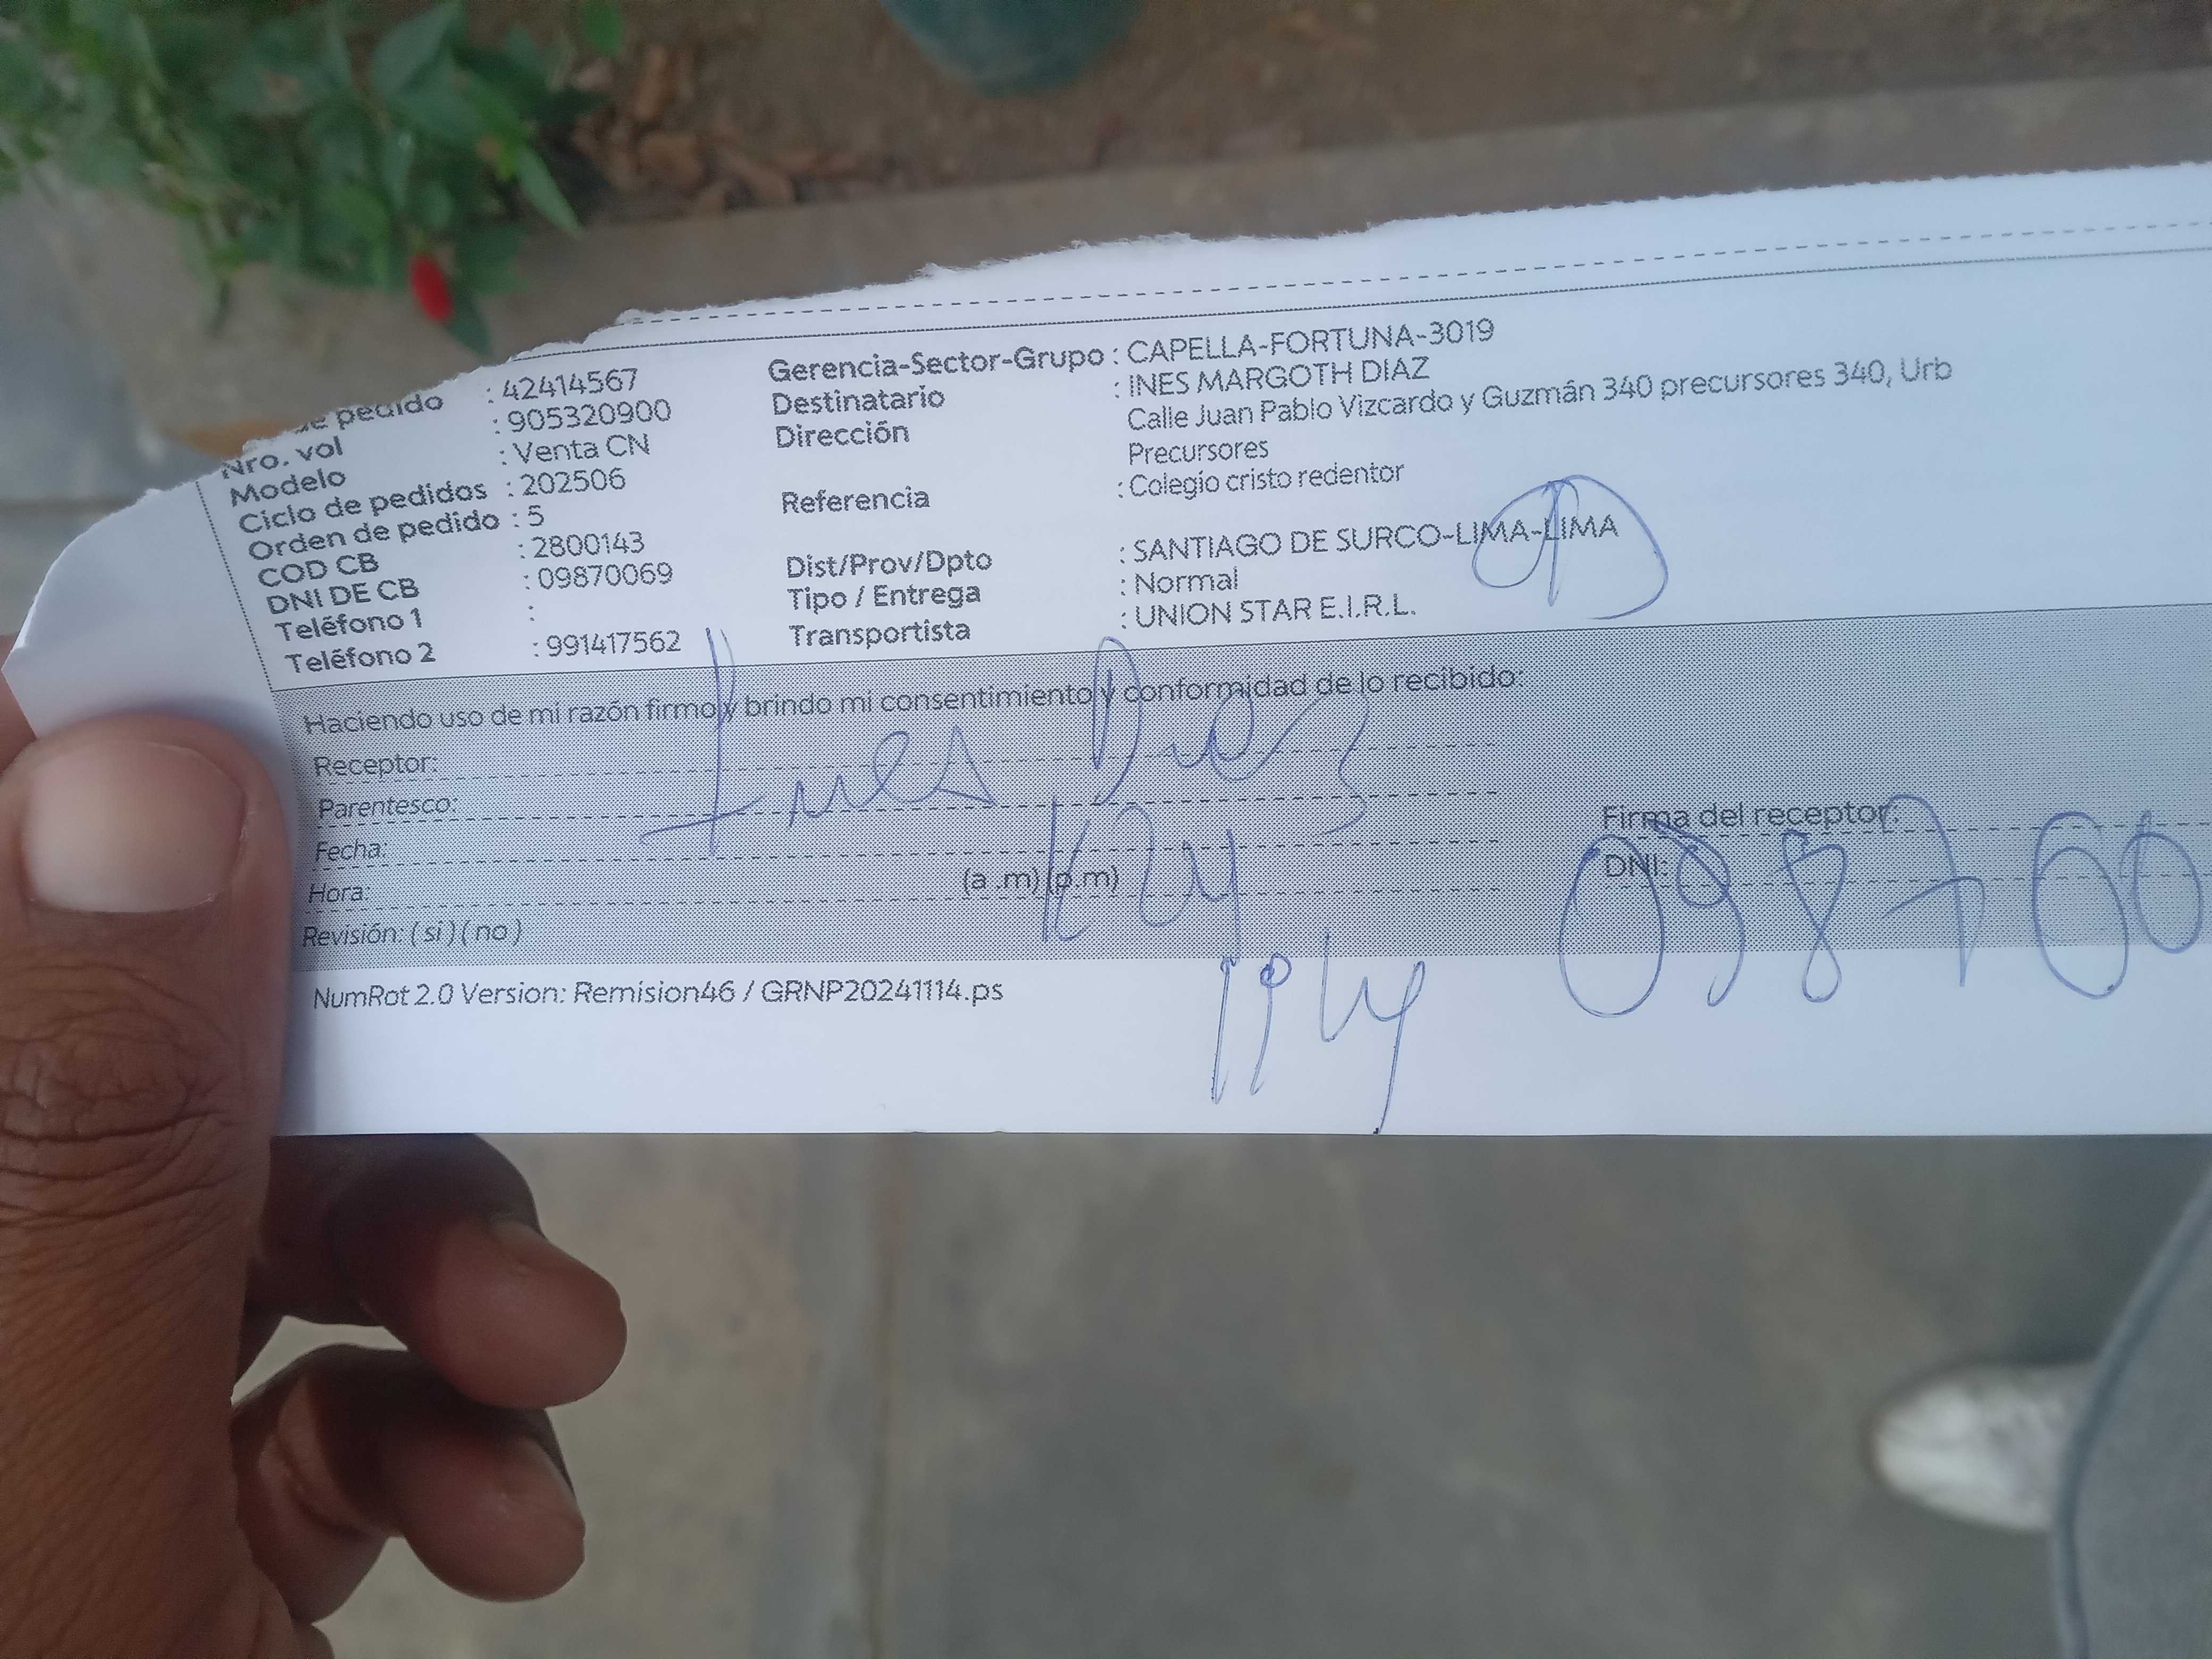 de pedido : 42414567
Nro. vol : 905320900
Modelo : Venta CN
Ciclo de pedidos : 202506
Orden de pedido : 5
COD CB : 2800143
DNI DE CB : 09870069
Teléfono 1 :
Teléfono 2 : 991417562
Gerencia-Sector-Grupo : CAPELLA-FORTUNA-3019
Destinatario : INES MARGOTH DIAZ
Dirección Calle Juan Pablo Vizcardo y Guzmán 340 precursores 340, Urb
Precursores
Referencia : Colegio cristo redentor
Dist/Prov/Dpto : SANTIAGO DE SURCO-LIMA-LIMA
Tipo / Entrega : Normal
Transportista : UNION STAR E.I.R.L.
Haciendo uso de mi razón firmo y brindo mi consentimiento y conformidad de lo recibido:
Receptor: Ines Diaz
Parentesco:
Fecha:
Hora: (a .m) (p.m)
Revisión: ( si ) ( no )
Firma del receptor:
DNI: 098700
NumRot 2.0 Version: Remision46 / GRNP20241114.ps